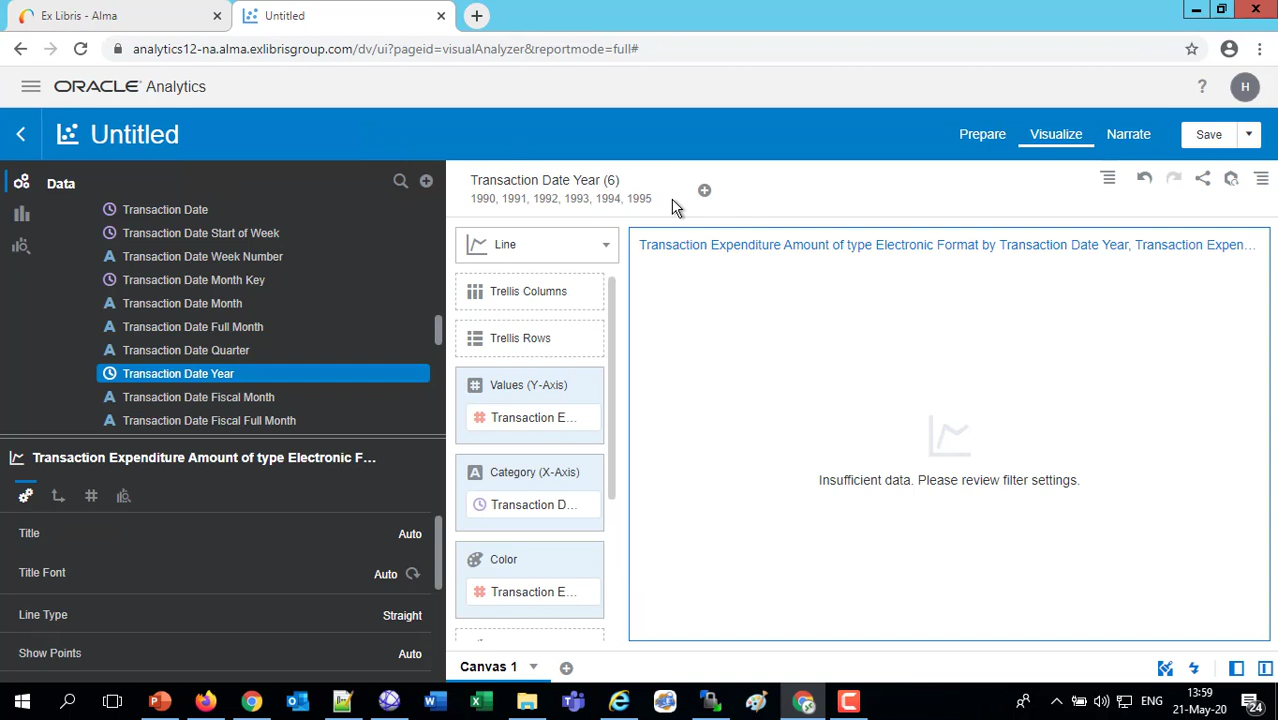 Ex Libris - Alma
Untitled
analytics12-na.alma.exlibrisgroup.com/dv/ui?pageid=visualAnalyzer&reportmode=full#
ORACLE Analytics
?
H
Untitled
Prepare
Visualize
Narrate
Save
Data
Transaction Date
Transaction Date Start of Week
Transaction Date Week Number
Transaction Date Month Key
Transaction Date Month
Transaction Date Full Month
Transaction Date Quarter
Transaction Date Year
Transaction Date Fiscal Month
Transaction Date Fiscal Full Month
Transaction Expenditure Amount of type Electronic F...
Title
Auto
Title Font
Auto
Line Type
Straight
Show Points
Auto
Transaction Date Year (6)
1990, 1991, 1992, 1993, 1994, 1995
Line
Trellis Columns
Trellis Rows
Values (Y-Axis)
Transaction E...
Category (X-Axis)
Transaction D...
Color
Transaction E...
Transaction Expenditure Amount of type Electronic Format by Transaction Date Year, Transaction Expen...
Insufficient data. Please review filter settings.
Canvas 1
ENG
13:59
21-May-20
24